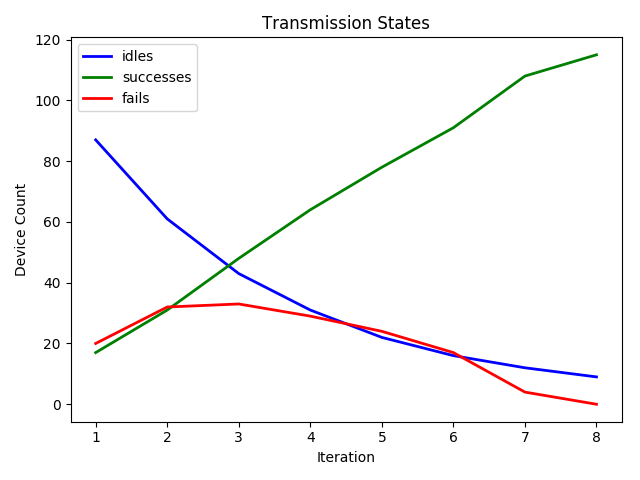 Transmission States
idles
successes
fails
Device Count
120
100
80
60
40
20
0
1 2 3 4 5 6 7 8
Iteration